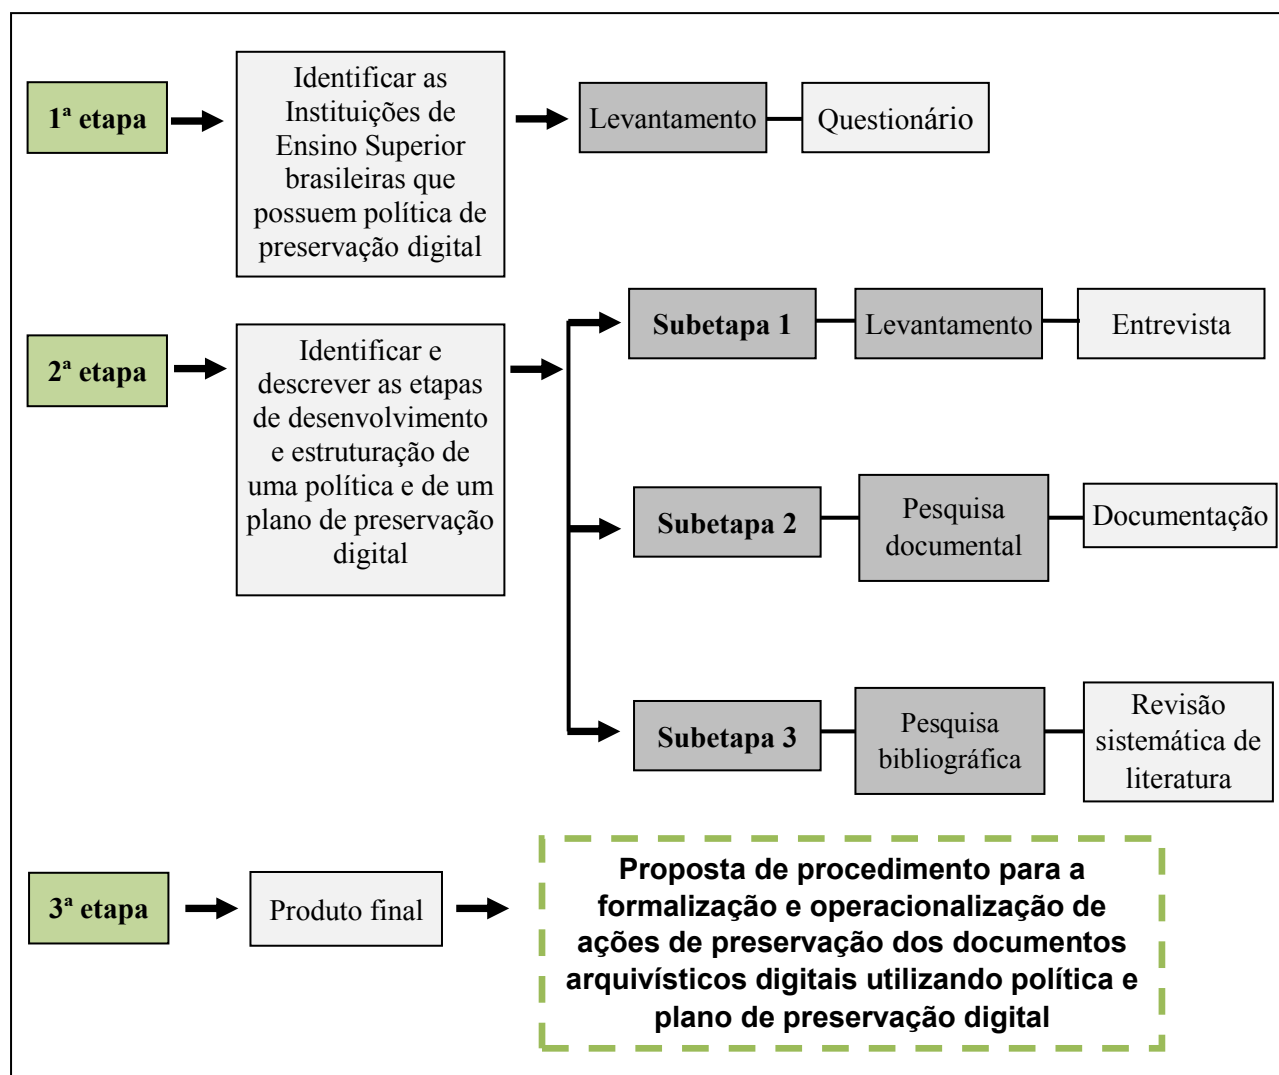 1ª etapa
Identificar as
Instituições de
Ensino Superior
brasileiras que
possuem política de
preservação digital
Levantamento
Questionário
2ª etapa
Identificar e
descrever as etapas
de desenvolvimento
e estruturação de
uma política e de um
plano de preservação
digital
Subetapa 1
Levantamento
Entrevista
Subetapa 2
Pesquisa
documental
Documentação
Subetapa 3
Pesquisa
bibliográfica
Revisão
sistemática de
literatura
3ª etapa
Produto final
Proposta de procedimento para a
formalização e operacionalização de
ações de preservação dos documentos
arquivísticos digitais utilizando política e
plano de preservação digital